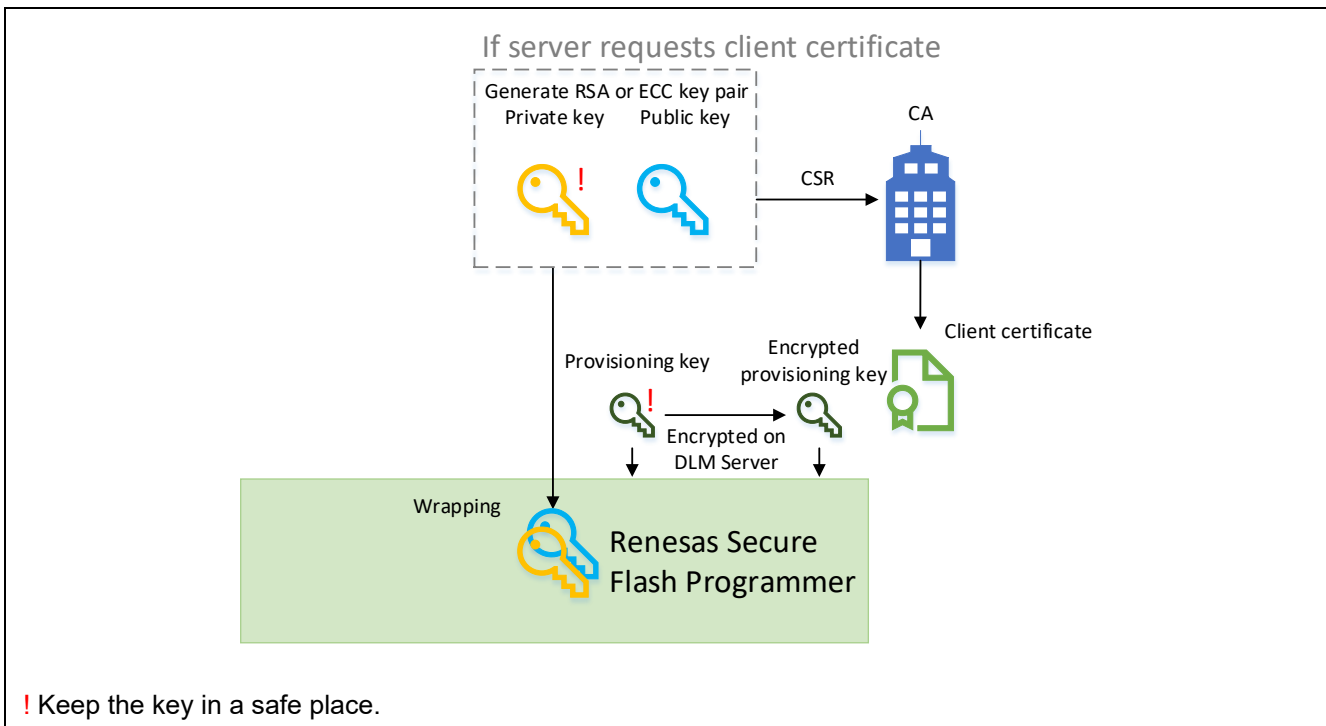 If server requests client certificate
Generate RSA or ECC key pair
Private key
Public key
!
CSR
CA
Client certificate
Provisioning key
Encrypted
provisioning key
!
Encrypted on
DLM Server
Wrapping
Renesas Secure
Flash Programmer
! Keep the key in a safe place.